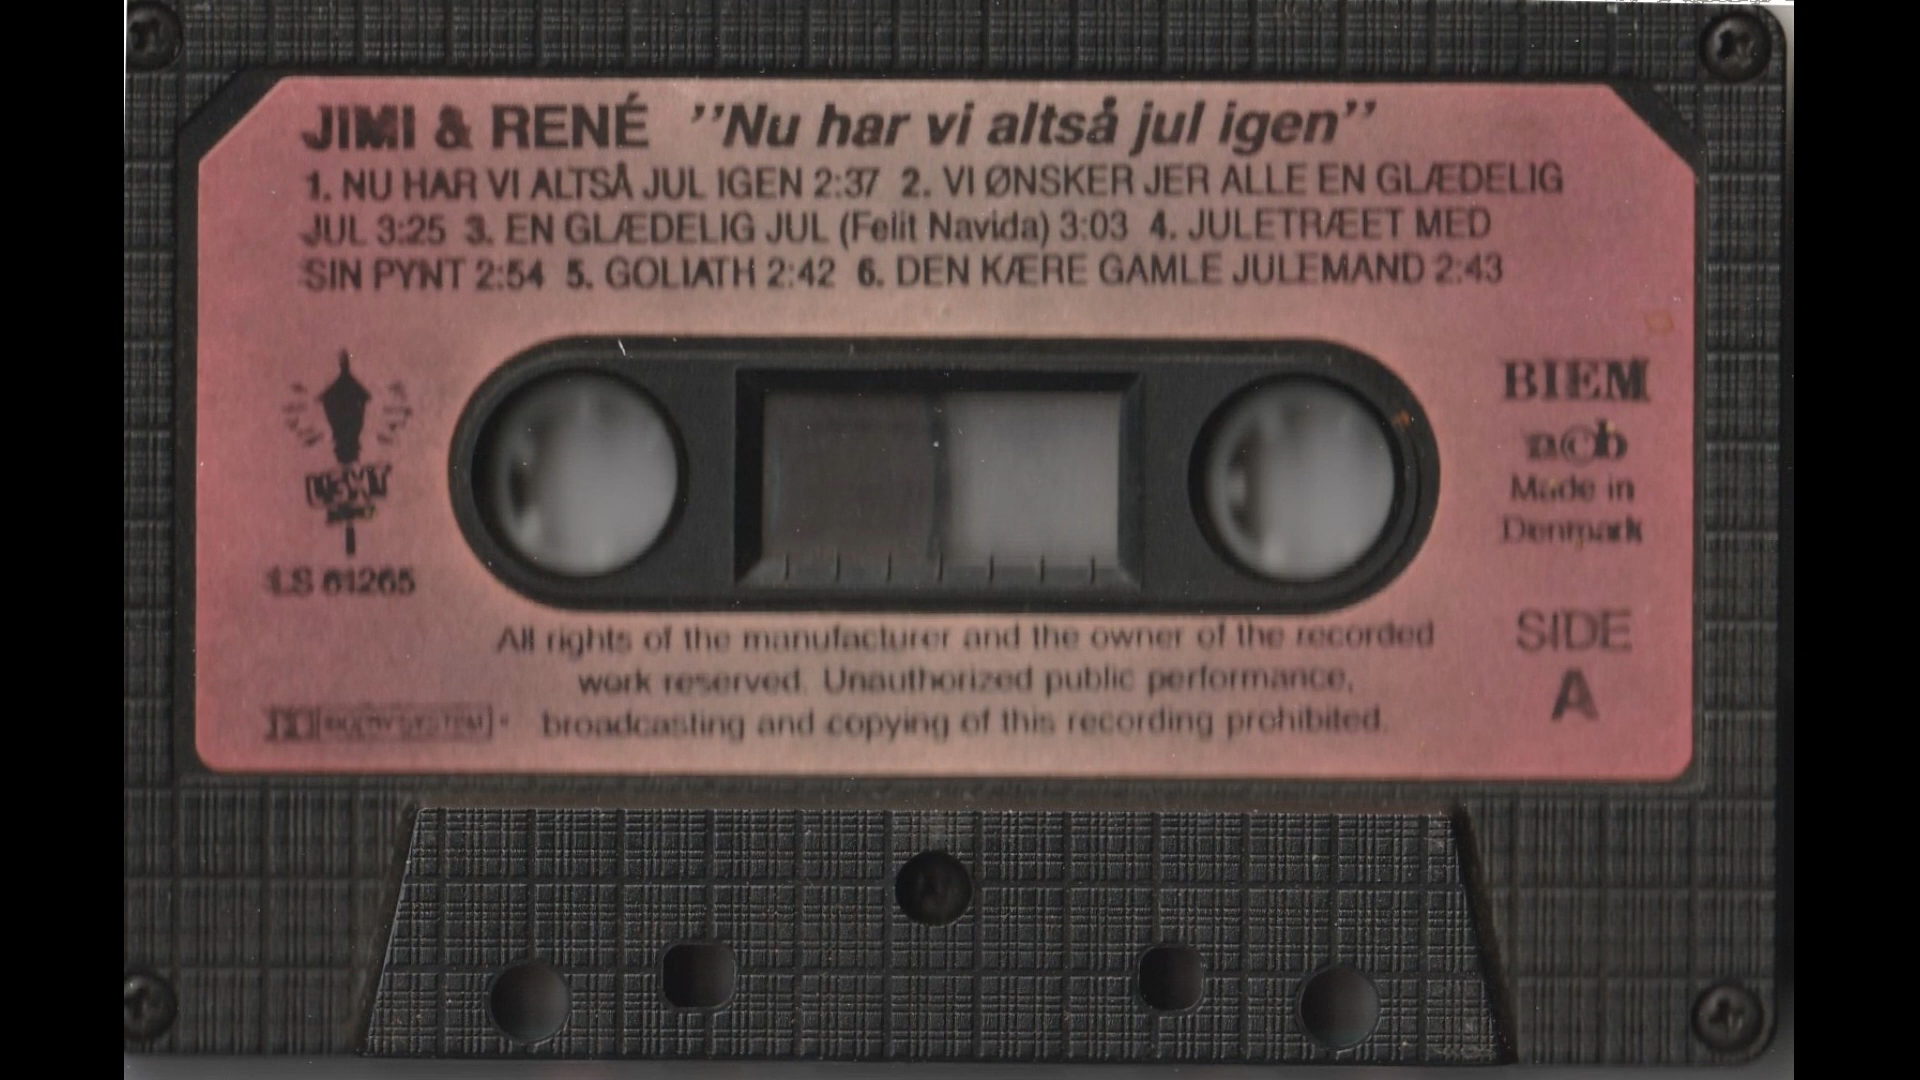 JIMI & RENÉ ”Nu har vi altså jul igen”
1. NU HAR VI ALTSÅ JUL IGEN 2:37 2. VI ØNSKER JER ALLE EN GLÆDELIG
JUL 3:25 3. EN GLÆDELIG JUL (Felit Navida) 3:03 4. JULETRÆET MED
SIN PYNT 2:54 5. GOLIATH 2:42 6. DEN KÆRE GAMLE JULEMAND 2:43
BIEM
ncb
Made in
Denmark
LS 61265
SIDE
A
All rights of the manufacturer and the owner of the recorded
work reserved. Unauthorized public performance,
broadcasting and copying of this recording prohibited.